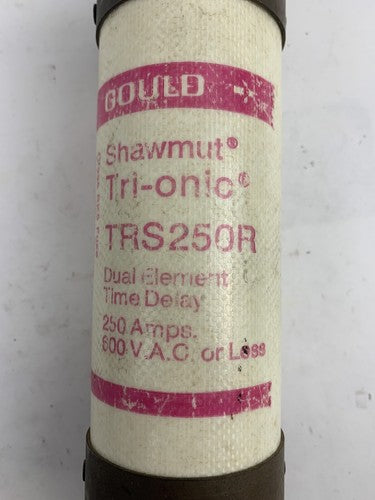 GOULD
Shawmut®
Tri-onic®
TRS250R
Dual Element
Time Delay
250 Amps.
600 V.A.C. or Less